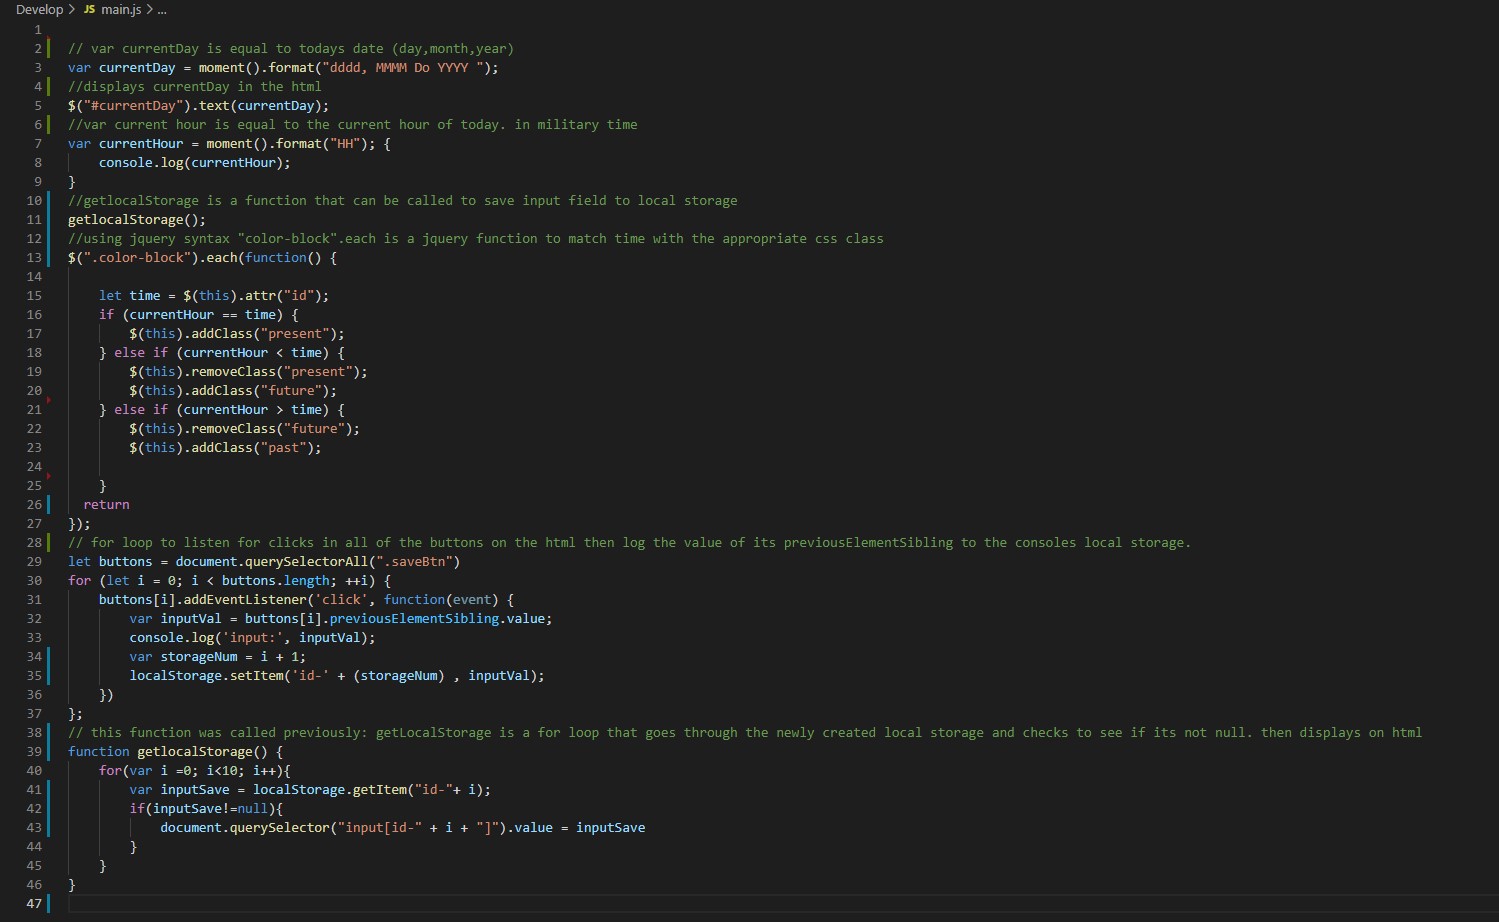 Develop > JS main.js > ...
1
2 // var currentDay is equal to todays date (day,month,year)
3 var currentDay = moment().format("dddd, MMMM Do YYYY ");
4 //displays currentDay in the html
5 $("#currentDay").text(currentDay);
6 //var current hour is equal to the current hour of today. in military time
7 var currentHour = moment().format("HH"); {
8     console.log(currentHour);
9 }
10 //getlocalStorage is a function that can be called to save input field to local storage
11 getlocalStorage();
12 //using jquery syntax "color-block".each is a jquery function to match time with the appropriate css class
13 $(".color-block").each(function() {
14
15     let time = $(this).attr("id");
16     if (currentHour == time) {
17         $(this).addClass("present");
18     } else if (currentHour < time) {
19         $(this).removeClass("present");
20         $(this).addClass("future");
21     } else if (currentHour > time) {
22         $(this).removeClass("future");
23         $(this).addClass("past");
24
25     }
26   return
27 });
28 // for loop to listen for clicks in all of the buttons on the html then log the value of its previousElementSibling to the consoles local storage.
29 let buttons = document.querySelectorAll(".saveBtn")
30 for (let i = 0; i < buttons.length; ++i) {
31     buttons[i].addEventListener('click', function(event) {
32         var inputVal = buttons[i].previousElementSibling.value;
33         console.log('input:', inputVal);
34         var storageNum = i + 1;
35         localStorage.setItem('id-' + (storageNum) , inputVal);
36     })
37 };
38 // this function was called previously: getLocalStorage is a for loop that goes through the newly created local storage and checks to see if its not null. then displays on html
39 function getlocalStorage() {
40     for(var i =0; i<10; i++){
41         var inputSave = localStorage.getItem("id-"+ i);
42         if(inputSave!=null){
43             document.querySelector("input[id-" + i + "]").value = inputSave
44         }
45     }
46 }
47